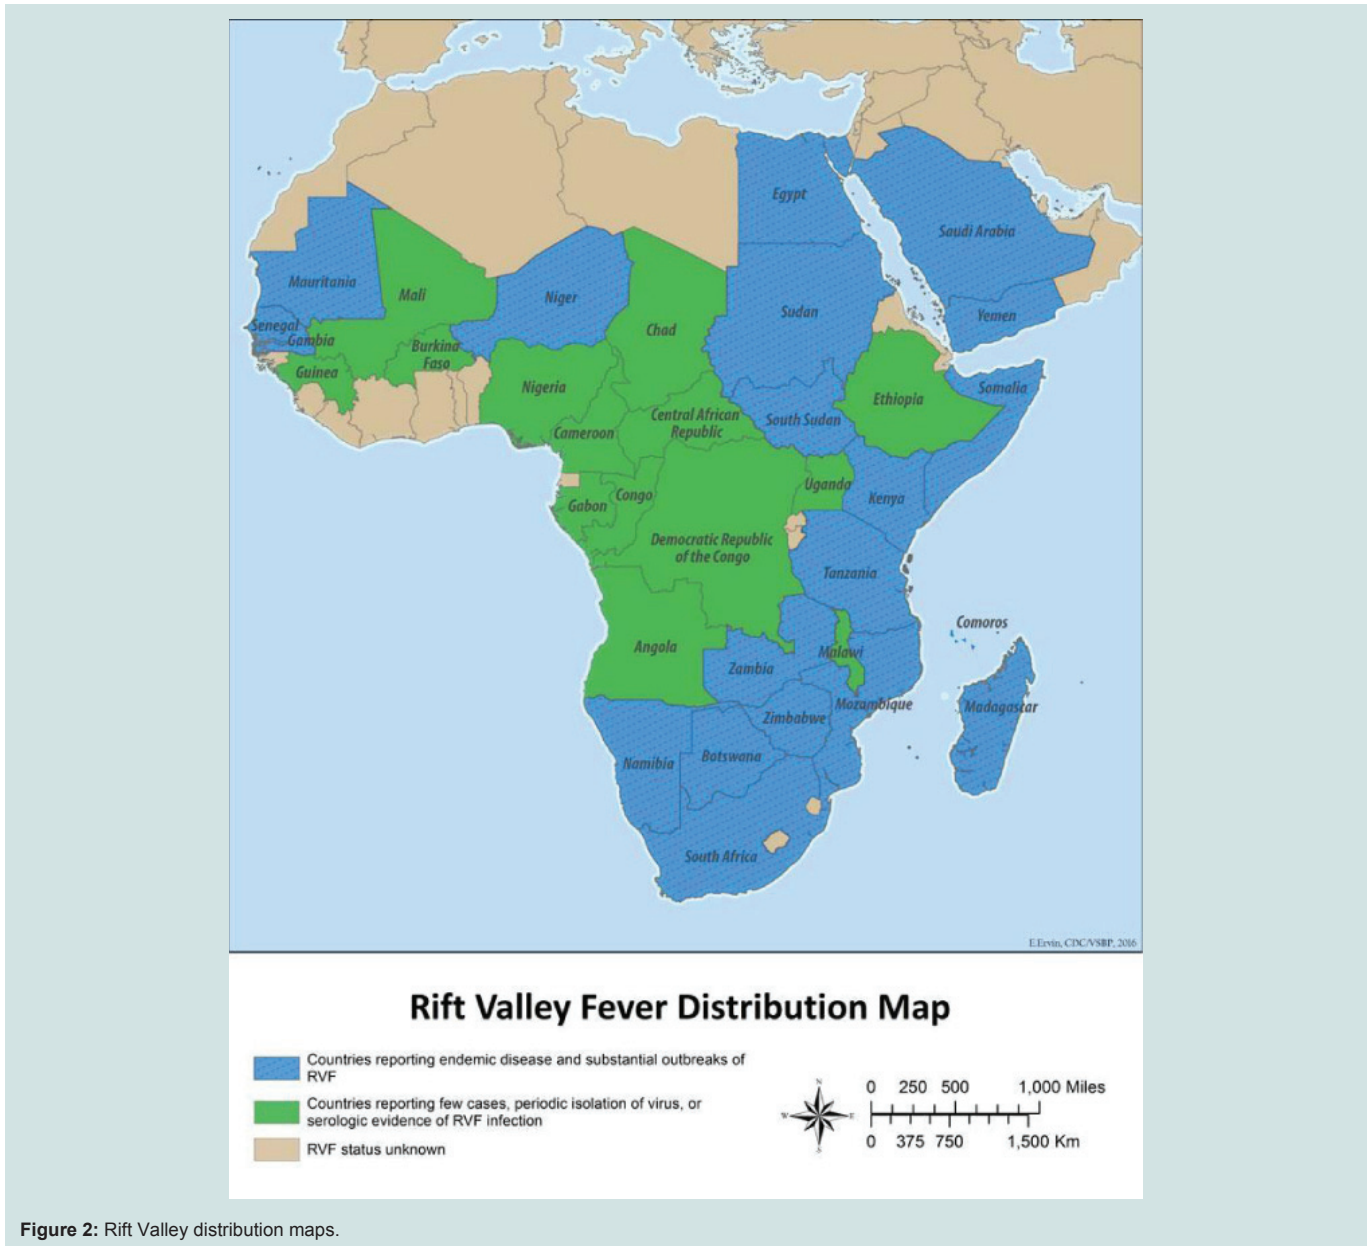 Egypt
Saudi Arabia
Mauritania
Mali
Niger
Sudan
Yemen
Senegal
Gambia
Chad
Burkina
Faso
Guinea
Nigeria
Somalia
Ethiopia
Central African
Republic
South Sudan
Cameroon
Uganda
Kenya
Gabon
Congo
Democratic Republic
of the Congo
Tanzania
Comoros
Angola
Malawi
Zambia
Mozambique
Madagascar
Zimbabwe
Namibia
Botswana
South Africa
E.Ervin, CDC/VSBP, 2016
Rift Valley Fever Distribution Map
Countries reporting endemic disease and substantial outbreaks of
RVF
Countries reporting few cases, periodic isolation of virus, or
serologic evidence of RVF infection
RVF status unknown
N
W E
S
0 250 500 1,000 Miles
0 375 750 1,500 Km
Figure 2: Rift Valley distribution maps.